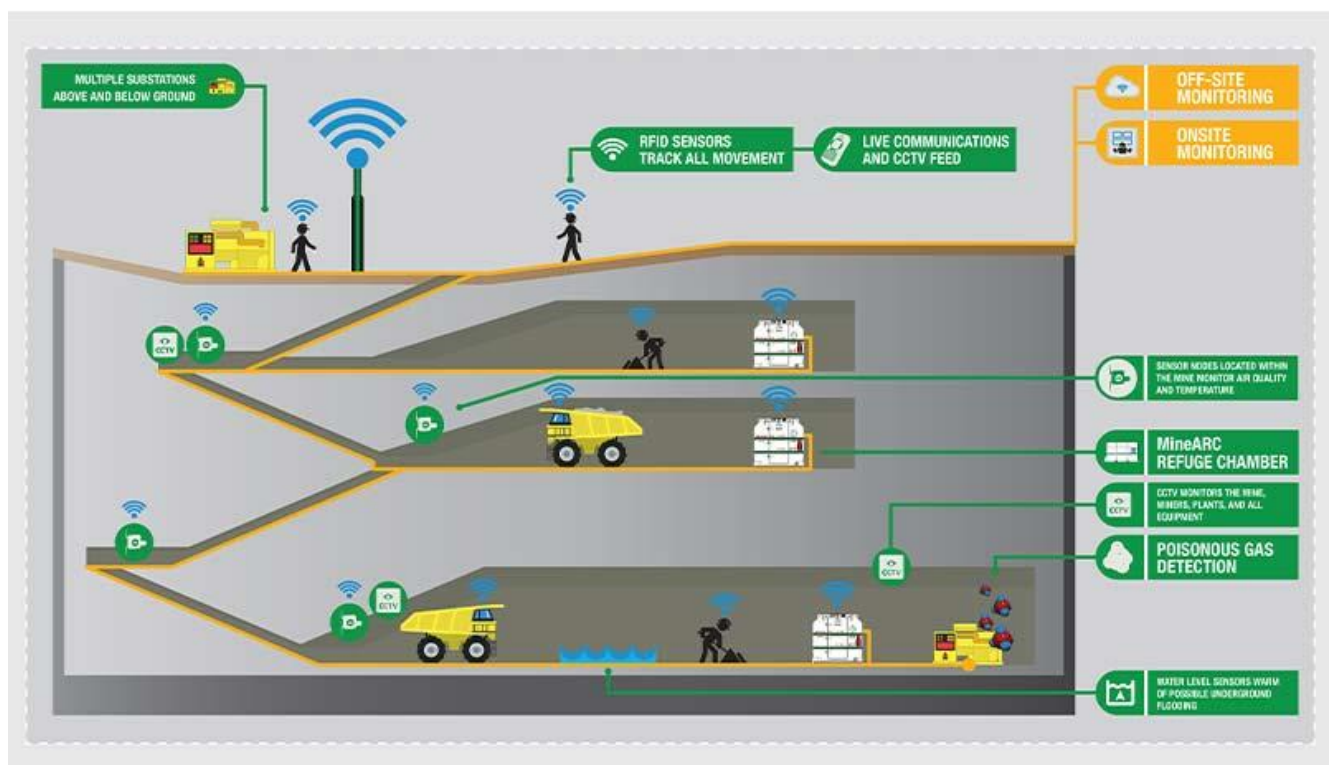 MULTIPLE SUBSTATIONS
ABOVE AND BELOW GROUND
RFID SENSORS
TRACK ALL MOVEMENT
LIVE COMMUNICATIONS
AND CCTV FEED
OFF-SITE
MONITORING
ONSITE
MONITORING
CCTV
SENSOR NODES LOCATED WITHIN
THE MINE MONITOR AIR QUALITY
AND TEMPERATURE
MineARC
REFUGE CHAMBER
CCTV
CCTV MONITORS THE MINE,
MINERS, PLANTS, AND ALL
EQUIPMENT
CCTV
POISONOUS GAS
DETECTION
CCTV
WATER LEVEL SENSORS WARM
OF POSSIBLE UNDERGROUND
FLOODING